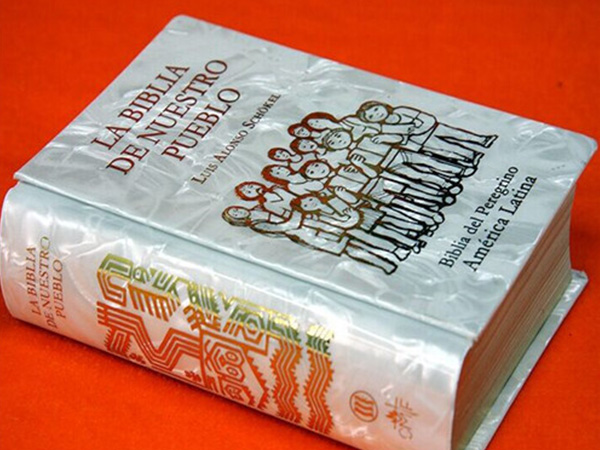 LA BIBLIA
DE NUESTRO
PUEBLO
LUIS ALONSO SCHÖKEL
Biblia del Peregrino
América Latina
LA BIBLIA
DE NUESTRO
PUEBLO